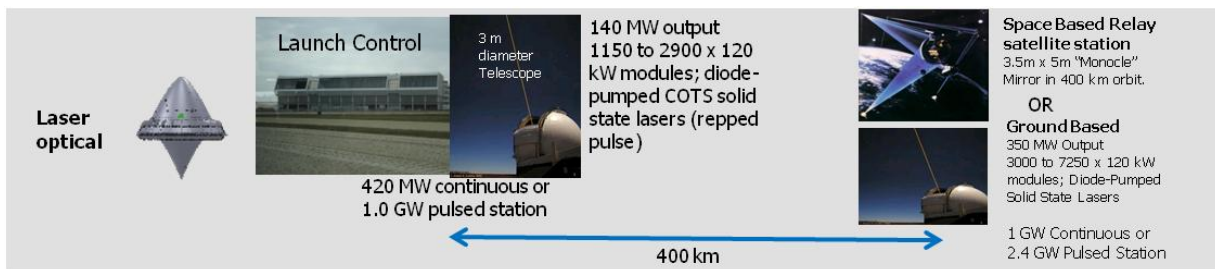 Laser
optical
Launch Control
3 m
diameter
Telescope
140 MW output
1150 to 2900 x 120
kW modules; diode-
pumped COTS solid
state lasers (repped
pulse)
420 MW continuous or
1.0 GW pulsed station
400 km
Space Based Relay
satellite station
3.5m x 5m "Monocle"
Mirror in 400 km orbit.
OR
Ground Based
350 MW Output
3000 to 7250 x 120 kW
modules; Diode-Pumped
Solid State Lasers
1 GW Continuous or
2.4 GW Pulsed Station